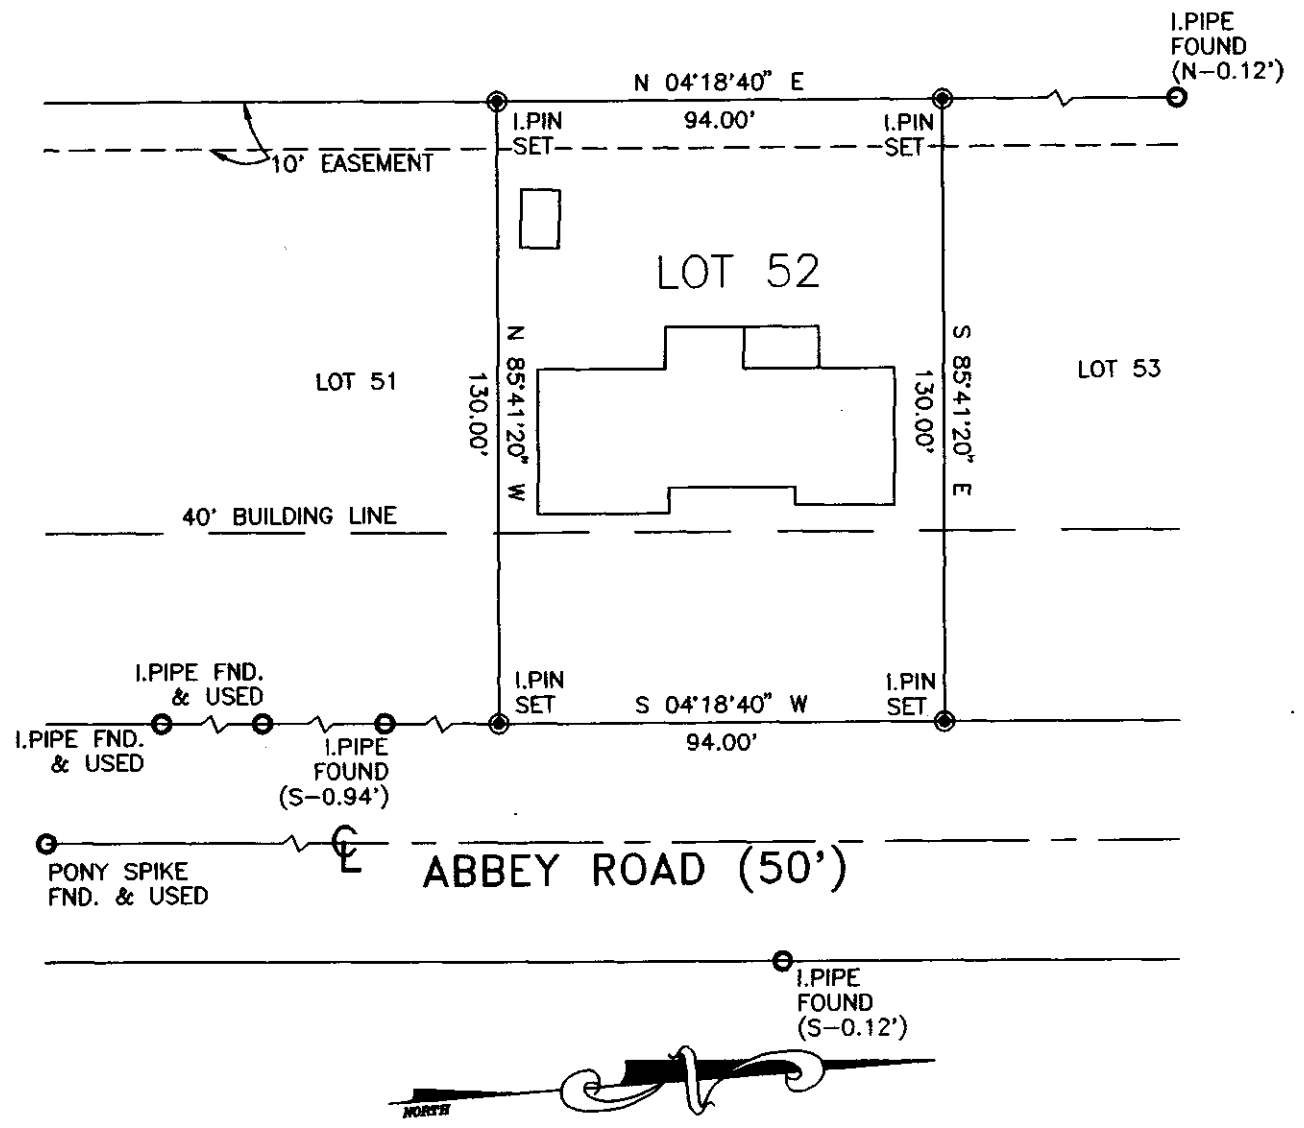 I.PIPE
FOUND
(N-0.12')
N 04°18'40" E
94.00'
I.PIN
SET
I.PIN
SET
10' EASEMENT
LOT 52
N 85°41'20" W
130.00'
S 85°41'20" E
130.00'
LOT 51
LOT 53
40' BUILDING LINE
I.PIPE FND.
& USED
I.PIN
SET
S 04°18'40" W
94.00'
I.PIN
SET
I.PIPE FND.
& USED
I.PIPE
FOUND
(S-0.94')
CL
PONY SPIKE
FND. & USED
ABBEY ROAD (50')
I.PIPE
FOUND
(S-0.12')
N
NORTH